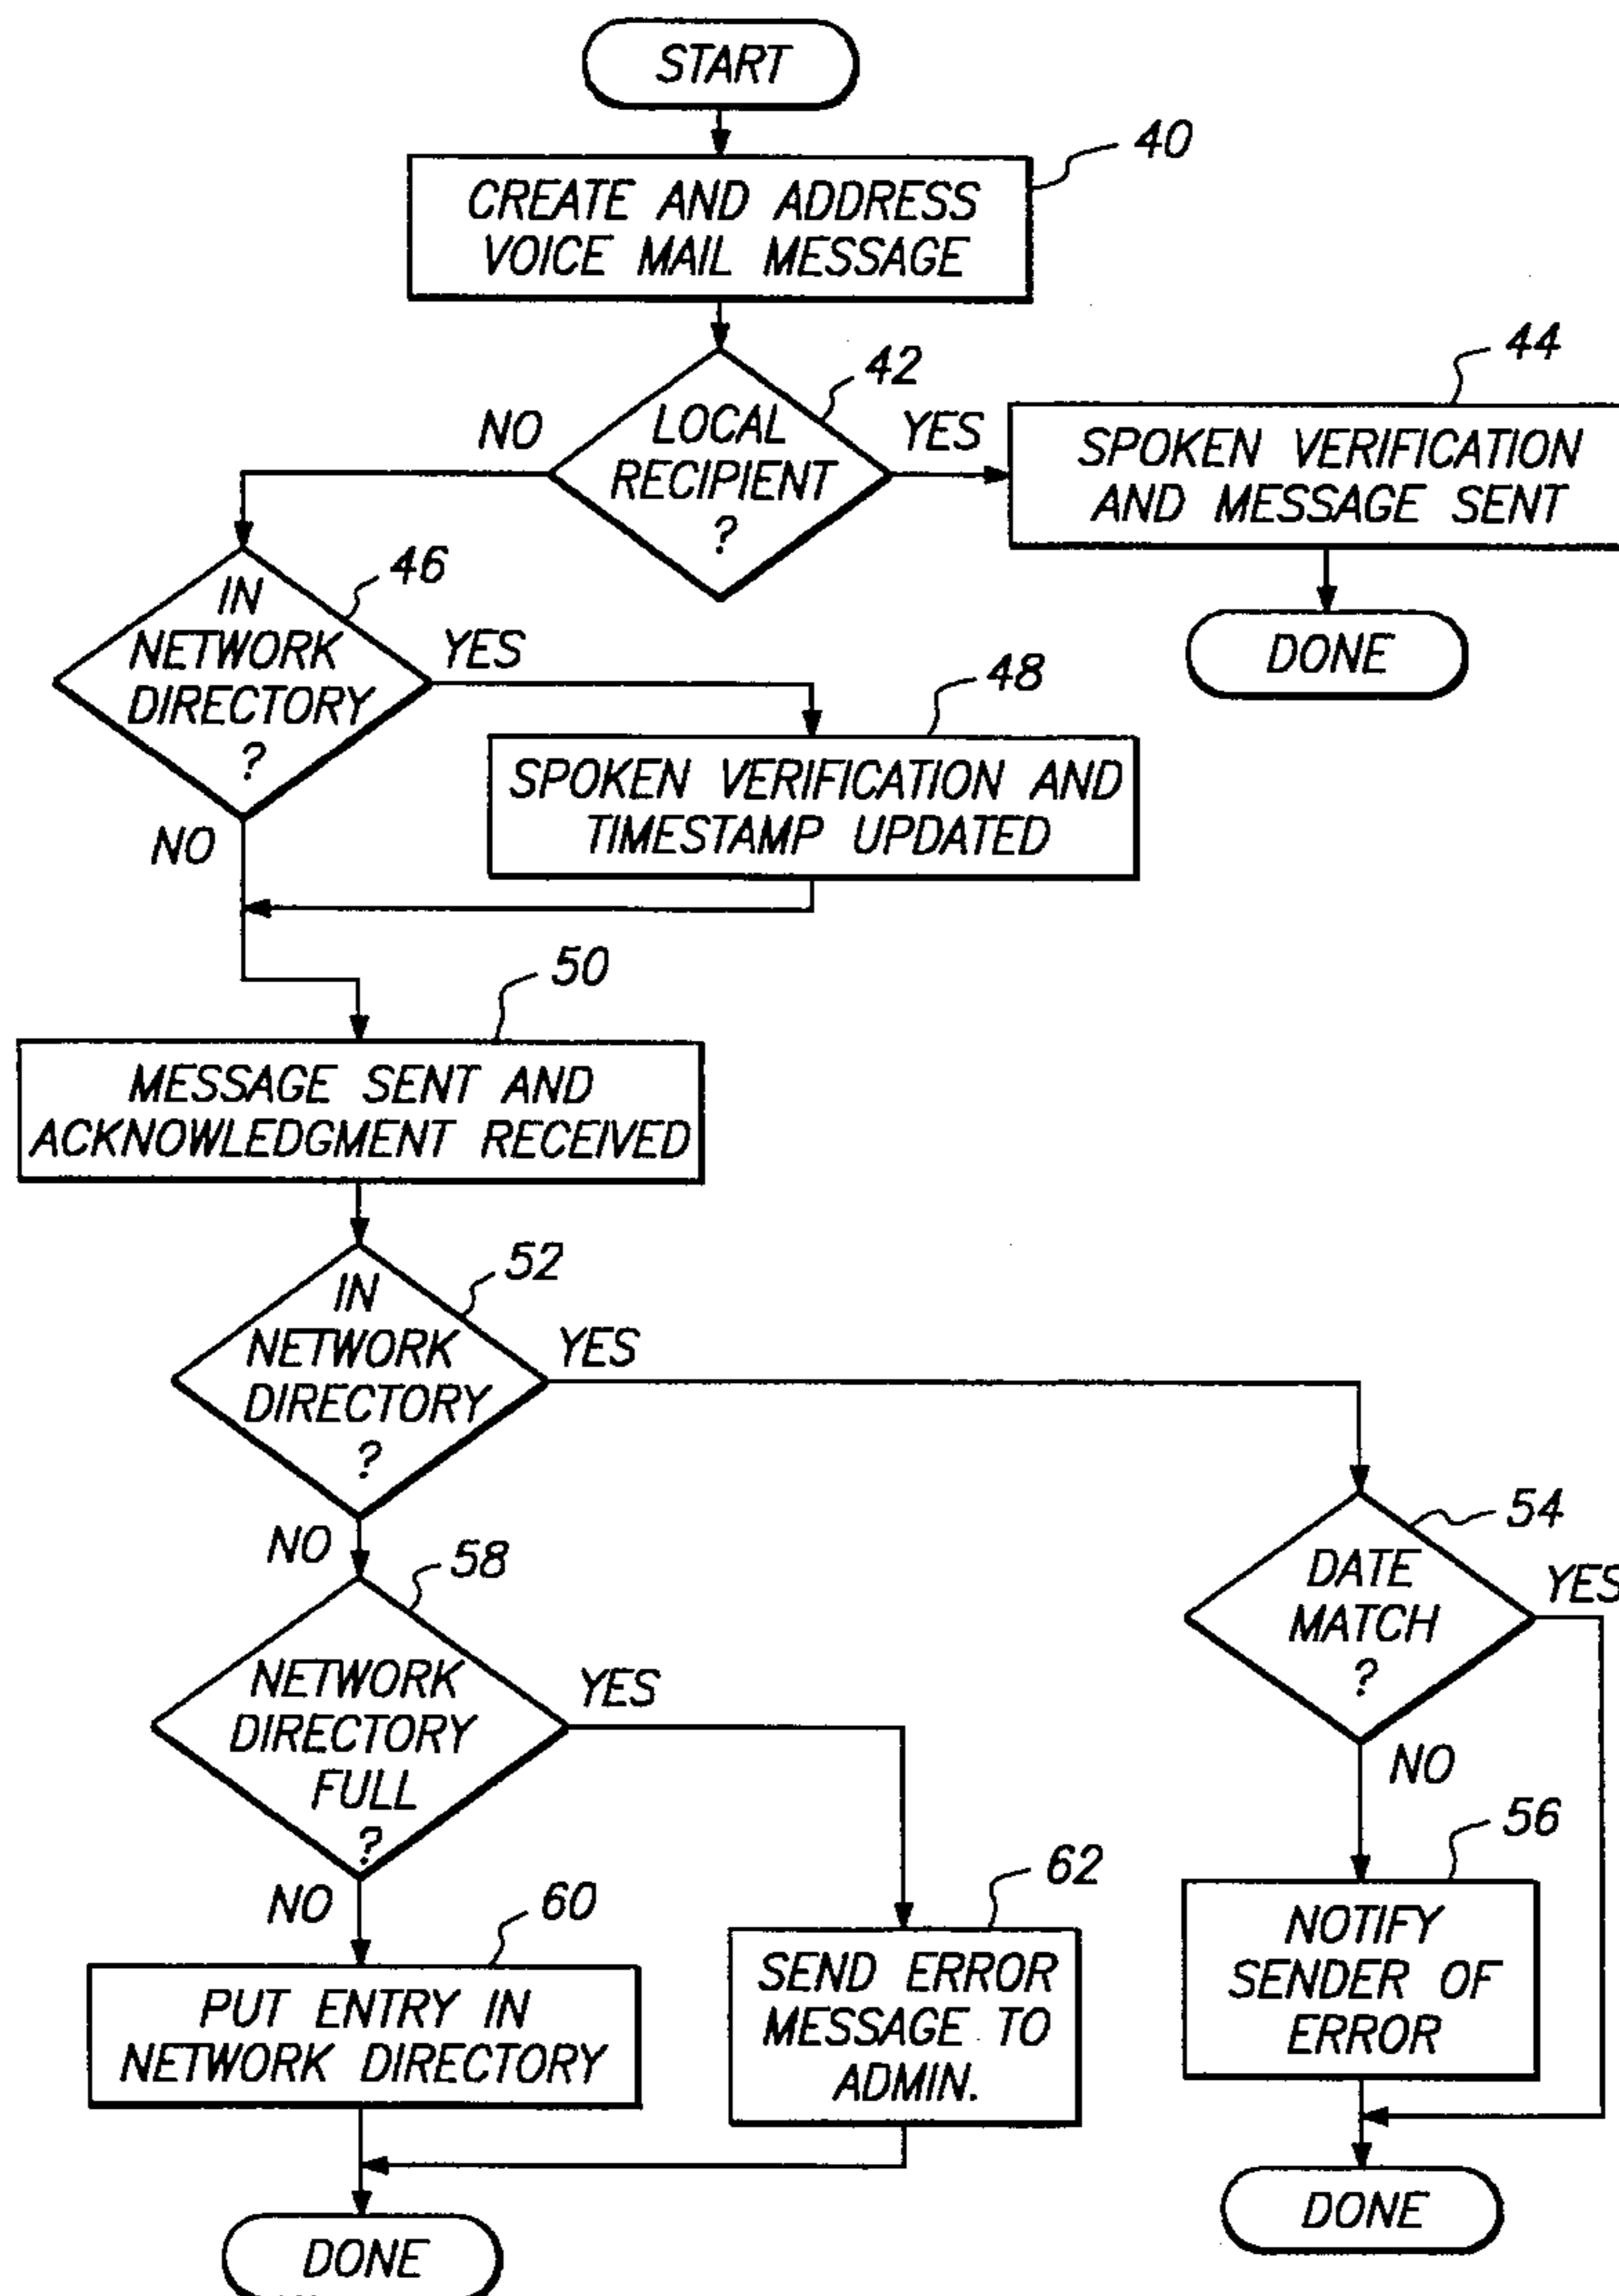 START
40
CREATE AND ADDRESS
VOICE MAIL MESSAGE
42
LOCAL
RECIPIENT
?
NO
YES
44
SPOKEN VERIFICATION
AND MESSAGE SENT
DONE
46
IN
NETWORK
DIRECTORY
?
YES
NO
48
SPOKEN VERIFICATION AND
TIMESTAMP UPDATED
50
MESSAGE SENT AND
ACKNOWLEDGMENT RECEIVED
52
IN
NETWORK
DIRECTORY
?
YES
NO
54
DATE
MATCH
?
YES
NO
56
NOTIFY
SENDER OF
ERROR
DONE
58
NETWORK
DIRECTORY
FULL
?
YES
NO
60
PUT ENTRY IN
NETWORK DIRECTORY
62
SEND ERROR
MESSAGE TO
ADMIN.
DONE